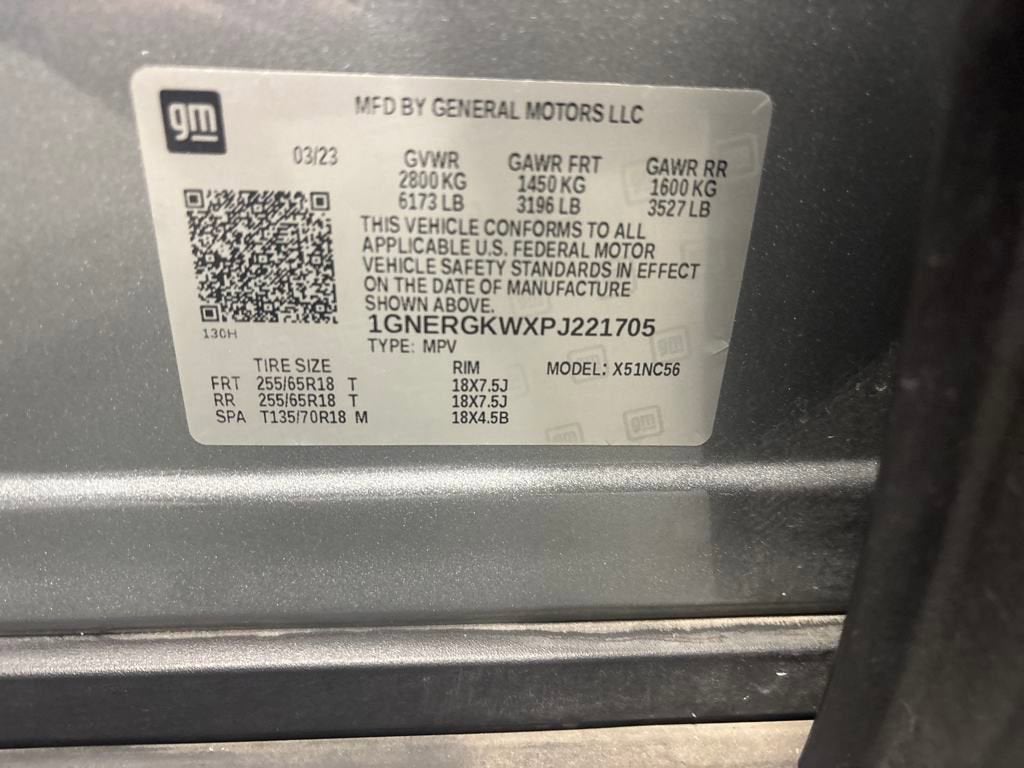 gm
MFD BY GENERAL MOTORS LLC
03/23
GVWR GAWR FRT GAWR RR
2800 KG 1450 KG 1600 KG
6173 LB 3196 LB 3527 LB
THIS VEHICLE CONFORMS TO ALL
APPLICABLE U.S. FEDERAL MOTOR
VEHICLE SAFETY STANDARDS IN EFFECT
ON THE DATE OF MANUFACTURE
SHOWN ABOVE.
130H
1GNERGKWXPJ221705
TYPE: MPV
TIRE SIZE RIM MODEL: X51NC56
FRT 255/65R18 T 18X7.5J
RR 255/65R18 T 18X7.5J
SPA T135/70R18 M 18X4.5B
gm
gm
gm